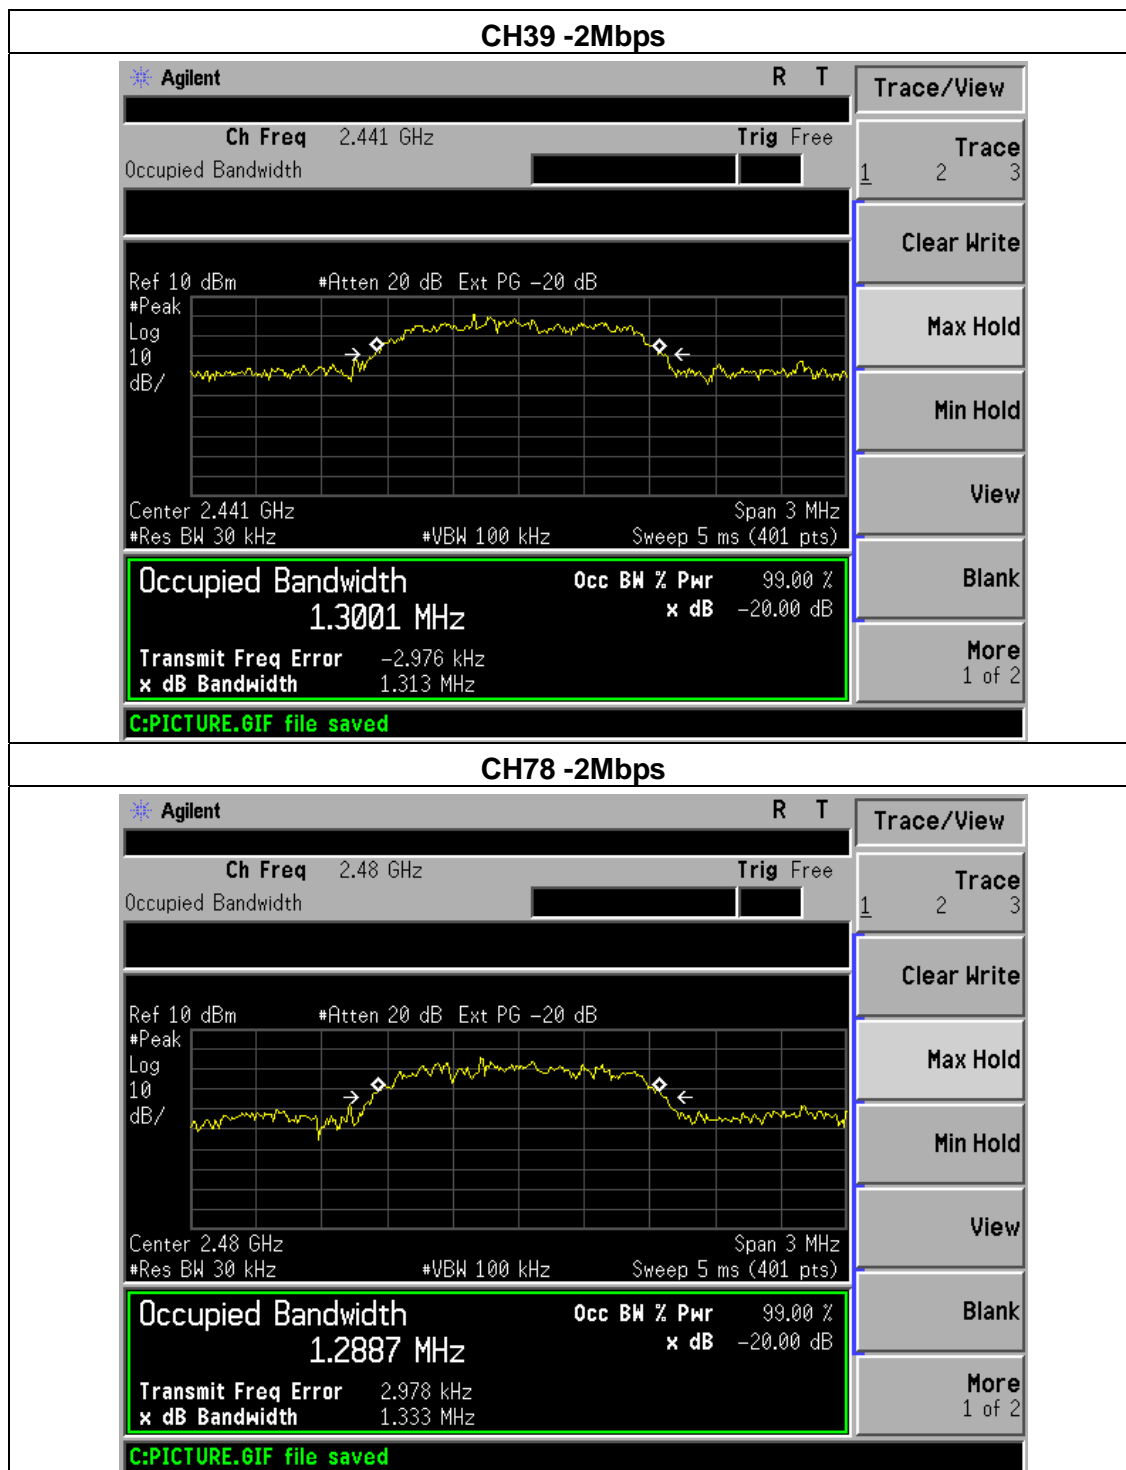 CH39 -2Mbps
Agilent R T
Trace/View
Ch Freq 2.441 GHz Trig Free
Occupied Bandwidth
Trace
1 2 3
Clear Write
Ref 10 dBm #Atten 20 dB Ext PG -20 dB
#Peak
Log
10
dB/
Max Hold
Min Hold
View
Center 2.441 GHz Span 3 MHz
#Res BW 30 kHz #VBW 100 kHz Sweep 5 ms (401 pts)
Occupied Bandwidth Occ BW % Pwr 99.00 %
1.3001 MHz x dB -20.00 dB
Blank
Transmit Freq Error -2.976 kHz
x dB Bandwidth 1.313 MHz
More
1 of 2
C:PICTURE.GIF file saved
CH78 -2Mbps
Agilent R T
Trace/View
Ch Freq 2.48 GHz Trig Free
Occupied Bandwidth
Trace
1 2 3
Clear Write
Ref 10 dBm #Atten 20 dB Ext PG -20 dB
#Peak
Log
10
dB/
Max Hold
Min Hold
View
Center 2.48 GHz Span 3 MHz
#Res BW 30 kHz #VBW 100 kHz Sweep 5 ms (401 pts)
Occupied Bandwidth Occ BW % Pwr 99.00 %
1.2887 MHz x dB -20.00 dB
Blank
Transmit Freq Error 2.978 kHz
x dB Bandwidth 1.333 MHz
More
1 of 2
C:PICTURE.GIF file saved